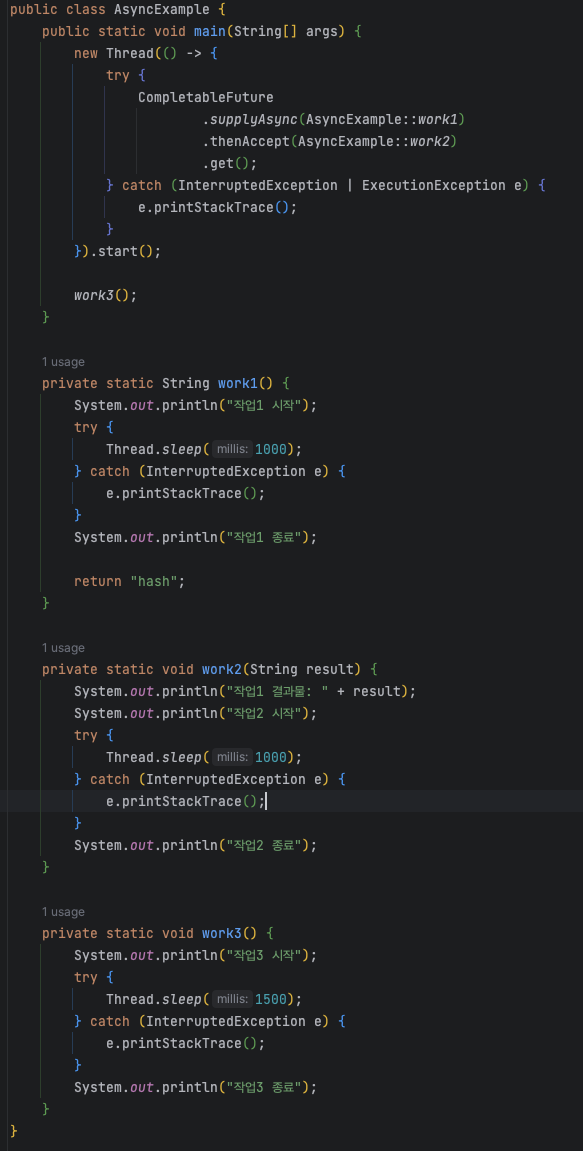 public class AsyncExample {
    public static void main(String[] args) {
        new Thread(() -> {
            try {
                CompletableFuture
                        .supplyAsync(AsyncExample::work1)
                        .thenAccept(AsyncExample::work2)
                        .get();
            } catch (InterruptedException | ExecutionException e) {
                e.printStackTrace();
            }
        }).start();

        work3();
    }

    1 usage
    private static String work1() {
        System.out.println("작업1 시작");
        try {
            Thread.sleep( millis: 1000);
        } catch (InterruptedException e) {
            e.printStackTrace();
        }
        System.out.println("작업1 종료");

        return "hash";
    }

    1 usage
    private static void work2(String result) {
        System.out.println("작업1 결과물: " + result);
        System.out.println("작업2 시작");
        try {
            Thread.sleep( millis: 1000);
        } catch (InterruptedException e) {
            e.printStackTrace();
        }
        System.out.println("작업2 종료");
    }

    1 usage
    private static void work3() {
        System.out.println("작업3 시작");
        try {
            Thread.sleep( millis: 1500);
        } catch (InterruptedException e) {
            e.printStackTrace();
        }
        System.out.println("작업3 종료");
    }
}